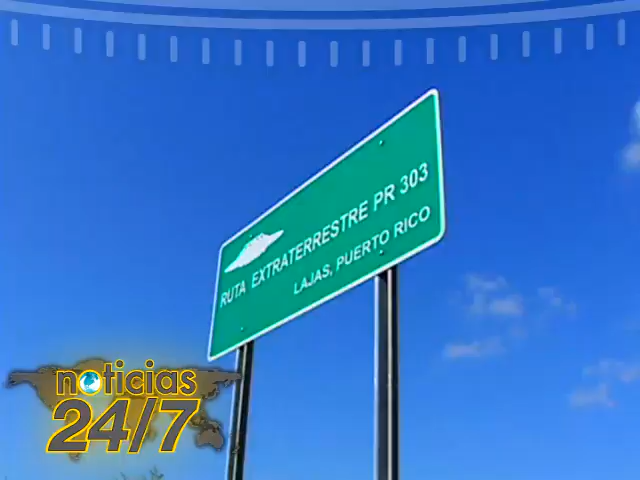 RUTA EXTRATERRESTRE PR 303
LAJAS, PUERTO RICO
noticias
24/7